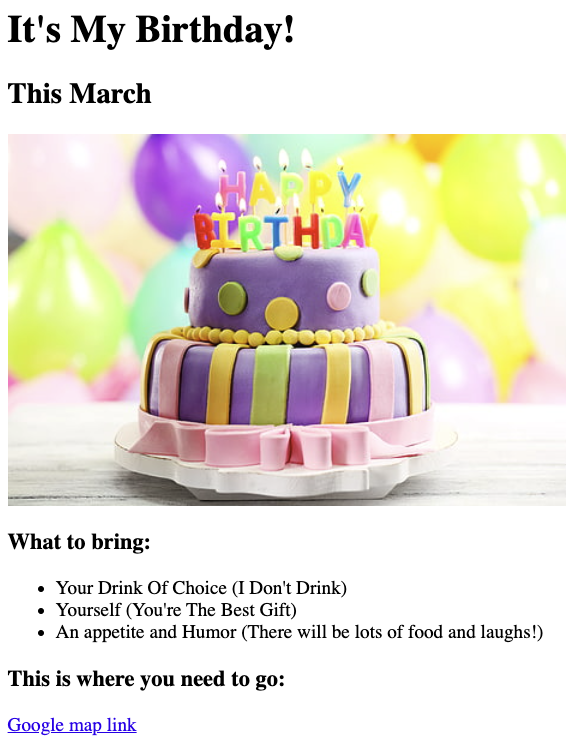 It's My Birthday!
This March
HAPPY
BIRTHDAY
What to bring:
Your Drink Of Choice (I Don't Drink)
Yourself (You're The Best Gift)
An appetite and Humor (There will be lots of food and laughs!)
This is where you need to go:
Google map link